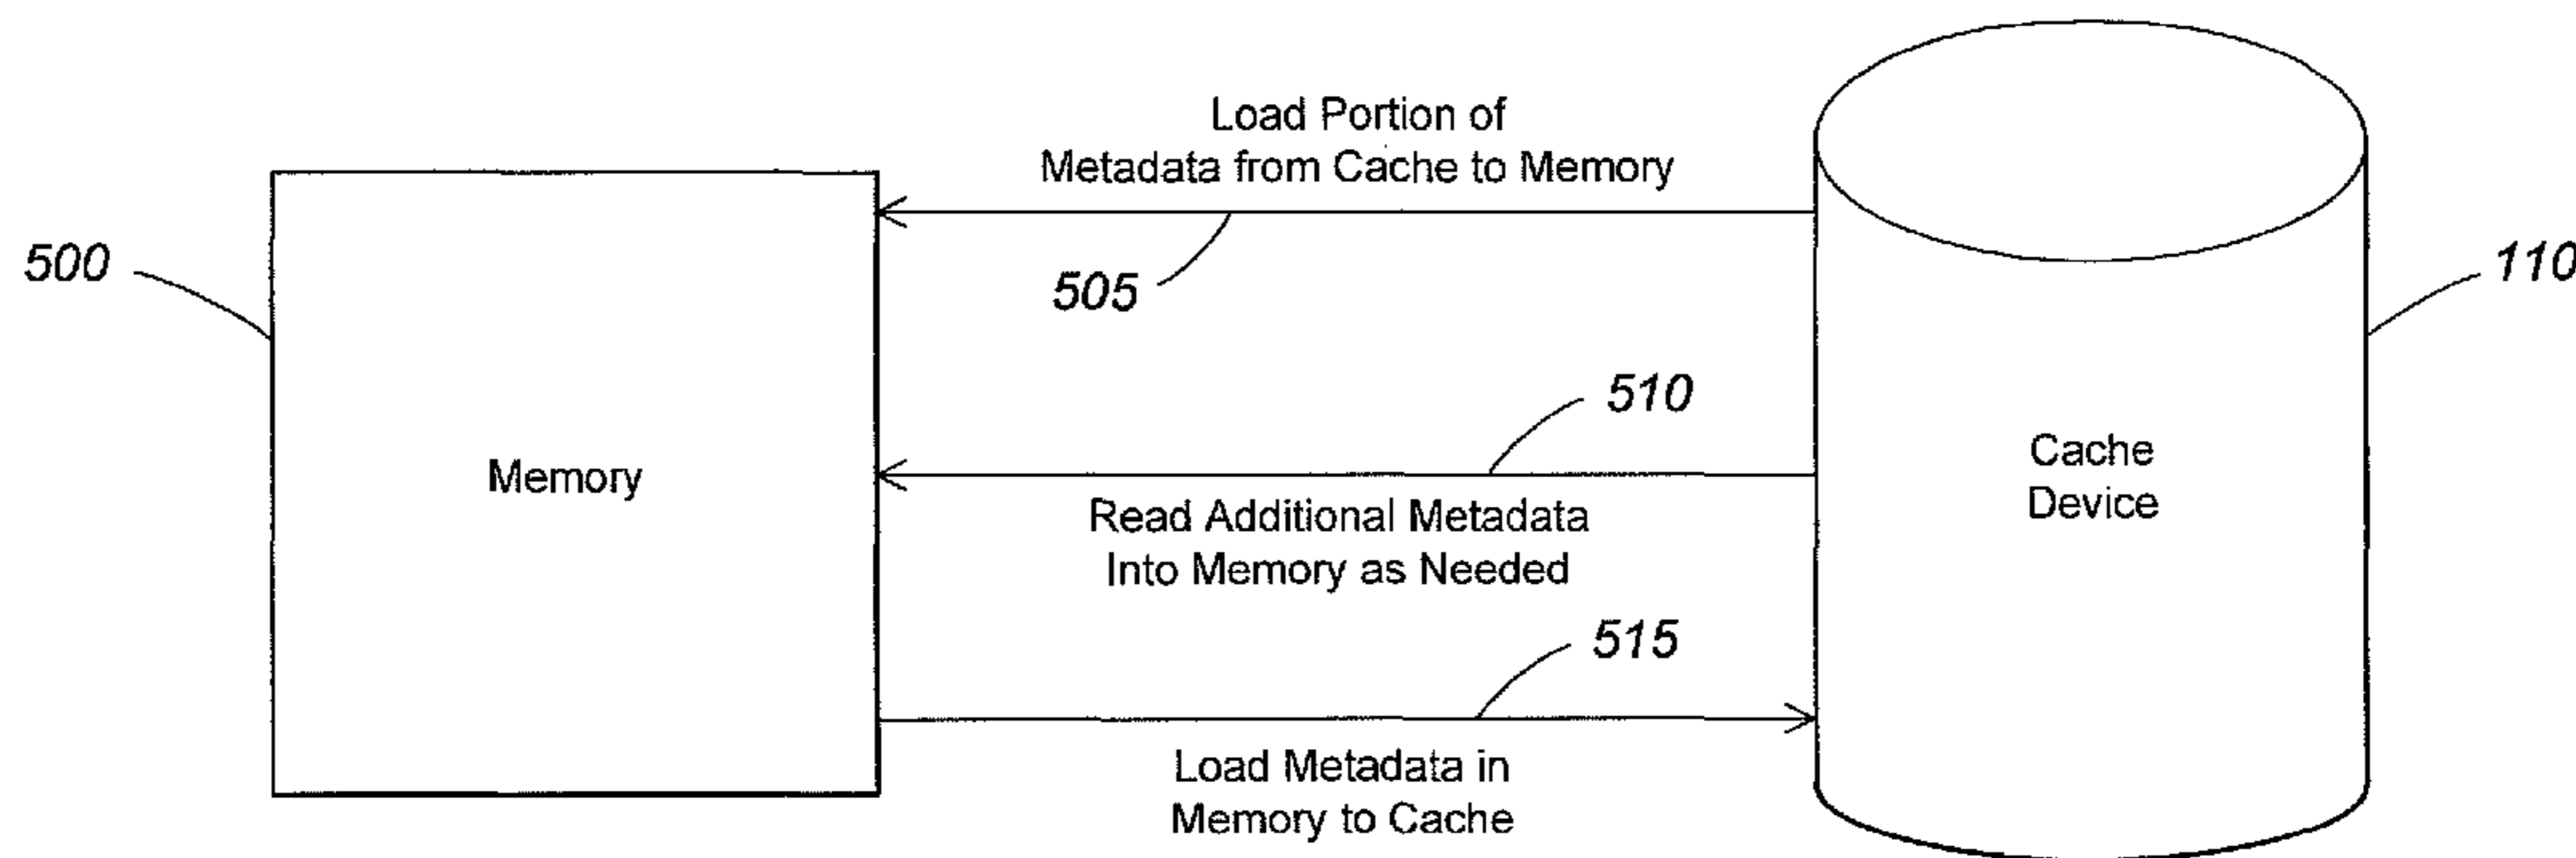 Load Portion of
Metadata from Cache to Memory
500
505
110
510
Memory
Cache
Device
Read Additional Metadata
Into Memory as Needed
515
Load Metadata in
Memory to Cache